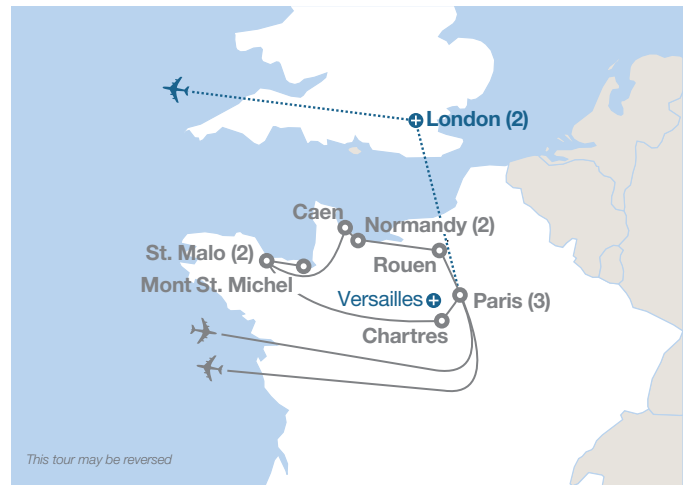 London (2)
Caen
Normandy (2)
St. Malo (2)
Rouen
Mont St. Michel
Versailles
Paris (3)
Chartres
This tour may be reversed